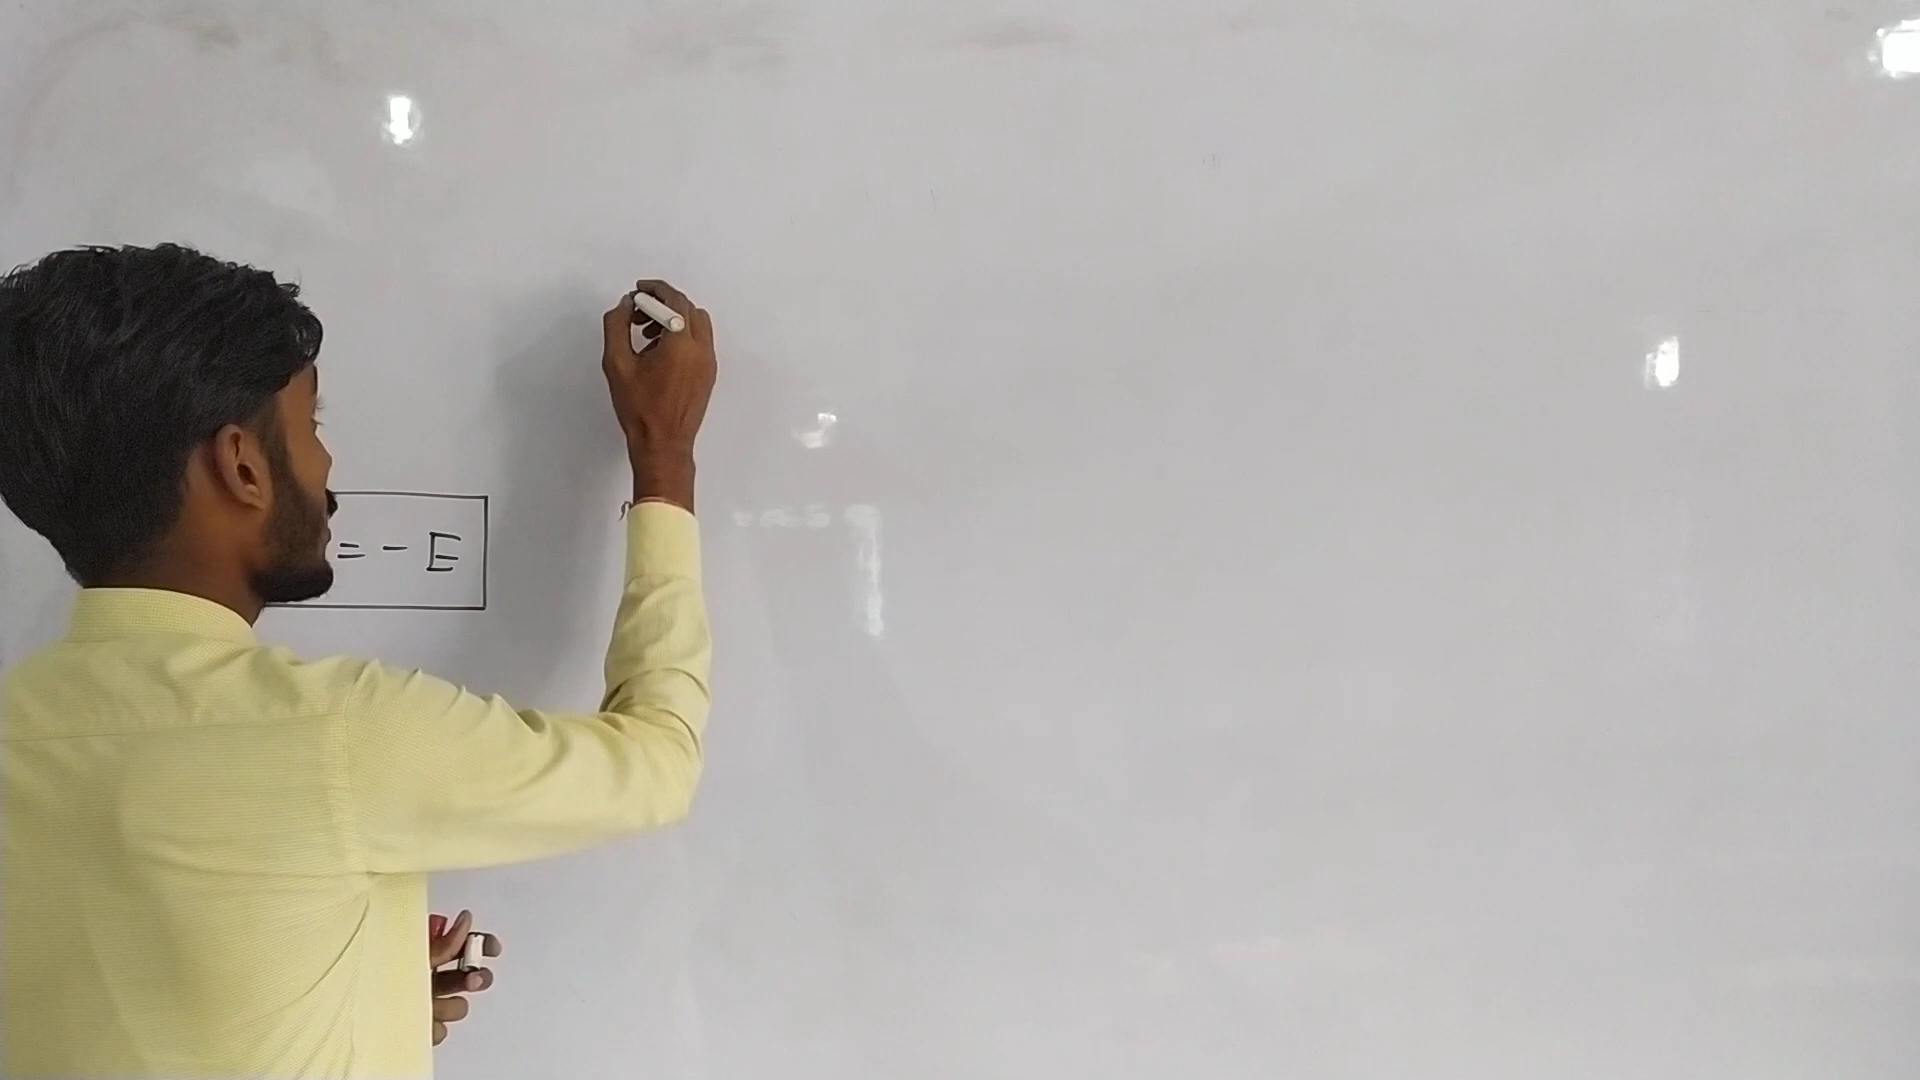 = - E